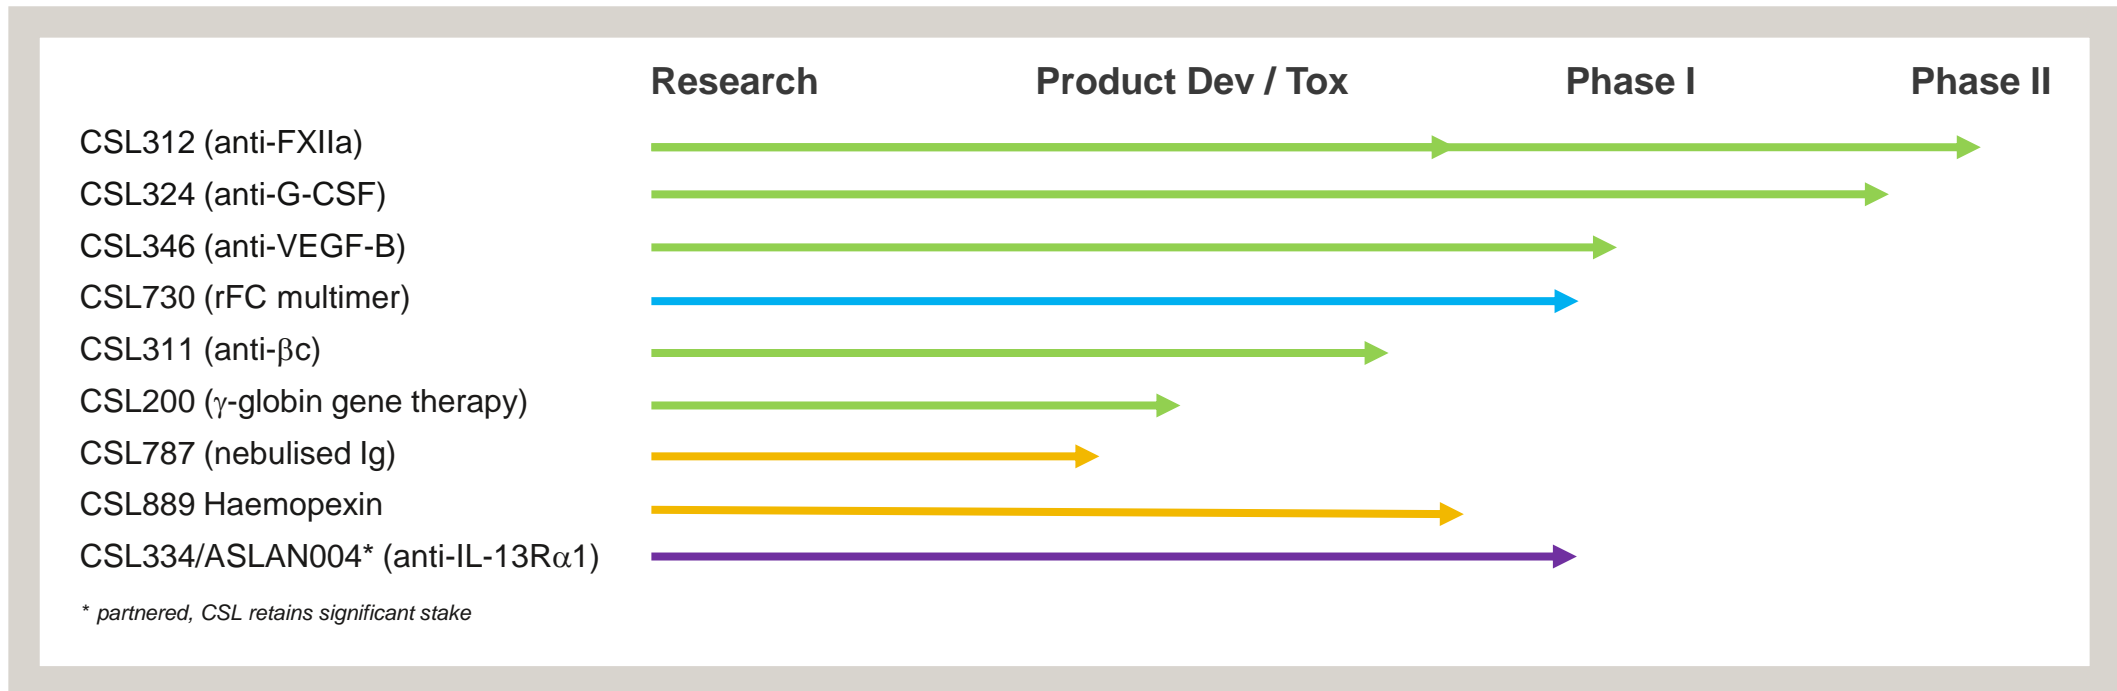 Research Product Dev / Tox Phase I Phase II
CSL312 (anti-FXIIa)
CSL324 (anti-G-CSF)
CSL346 (anti-VEGF-B)
CSL730 (rFC multimer)
CSL311 (anti-βc)
CSL200 (γ-globin gene therapy)
CSL787 (nebulised Ig)
CSL889 Haemopexin
CSL334/ASLAN004* (anti-IL-13Rα1)
* partnered, CSL retains significant stake